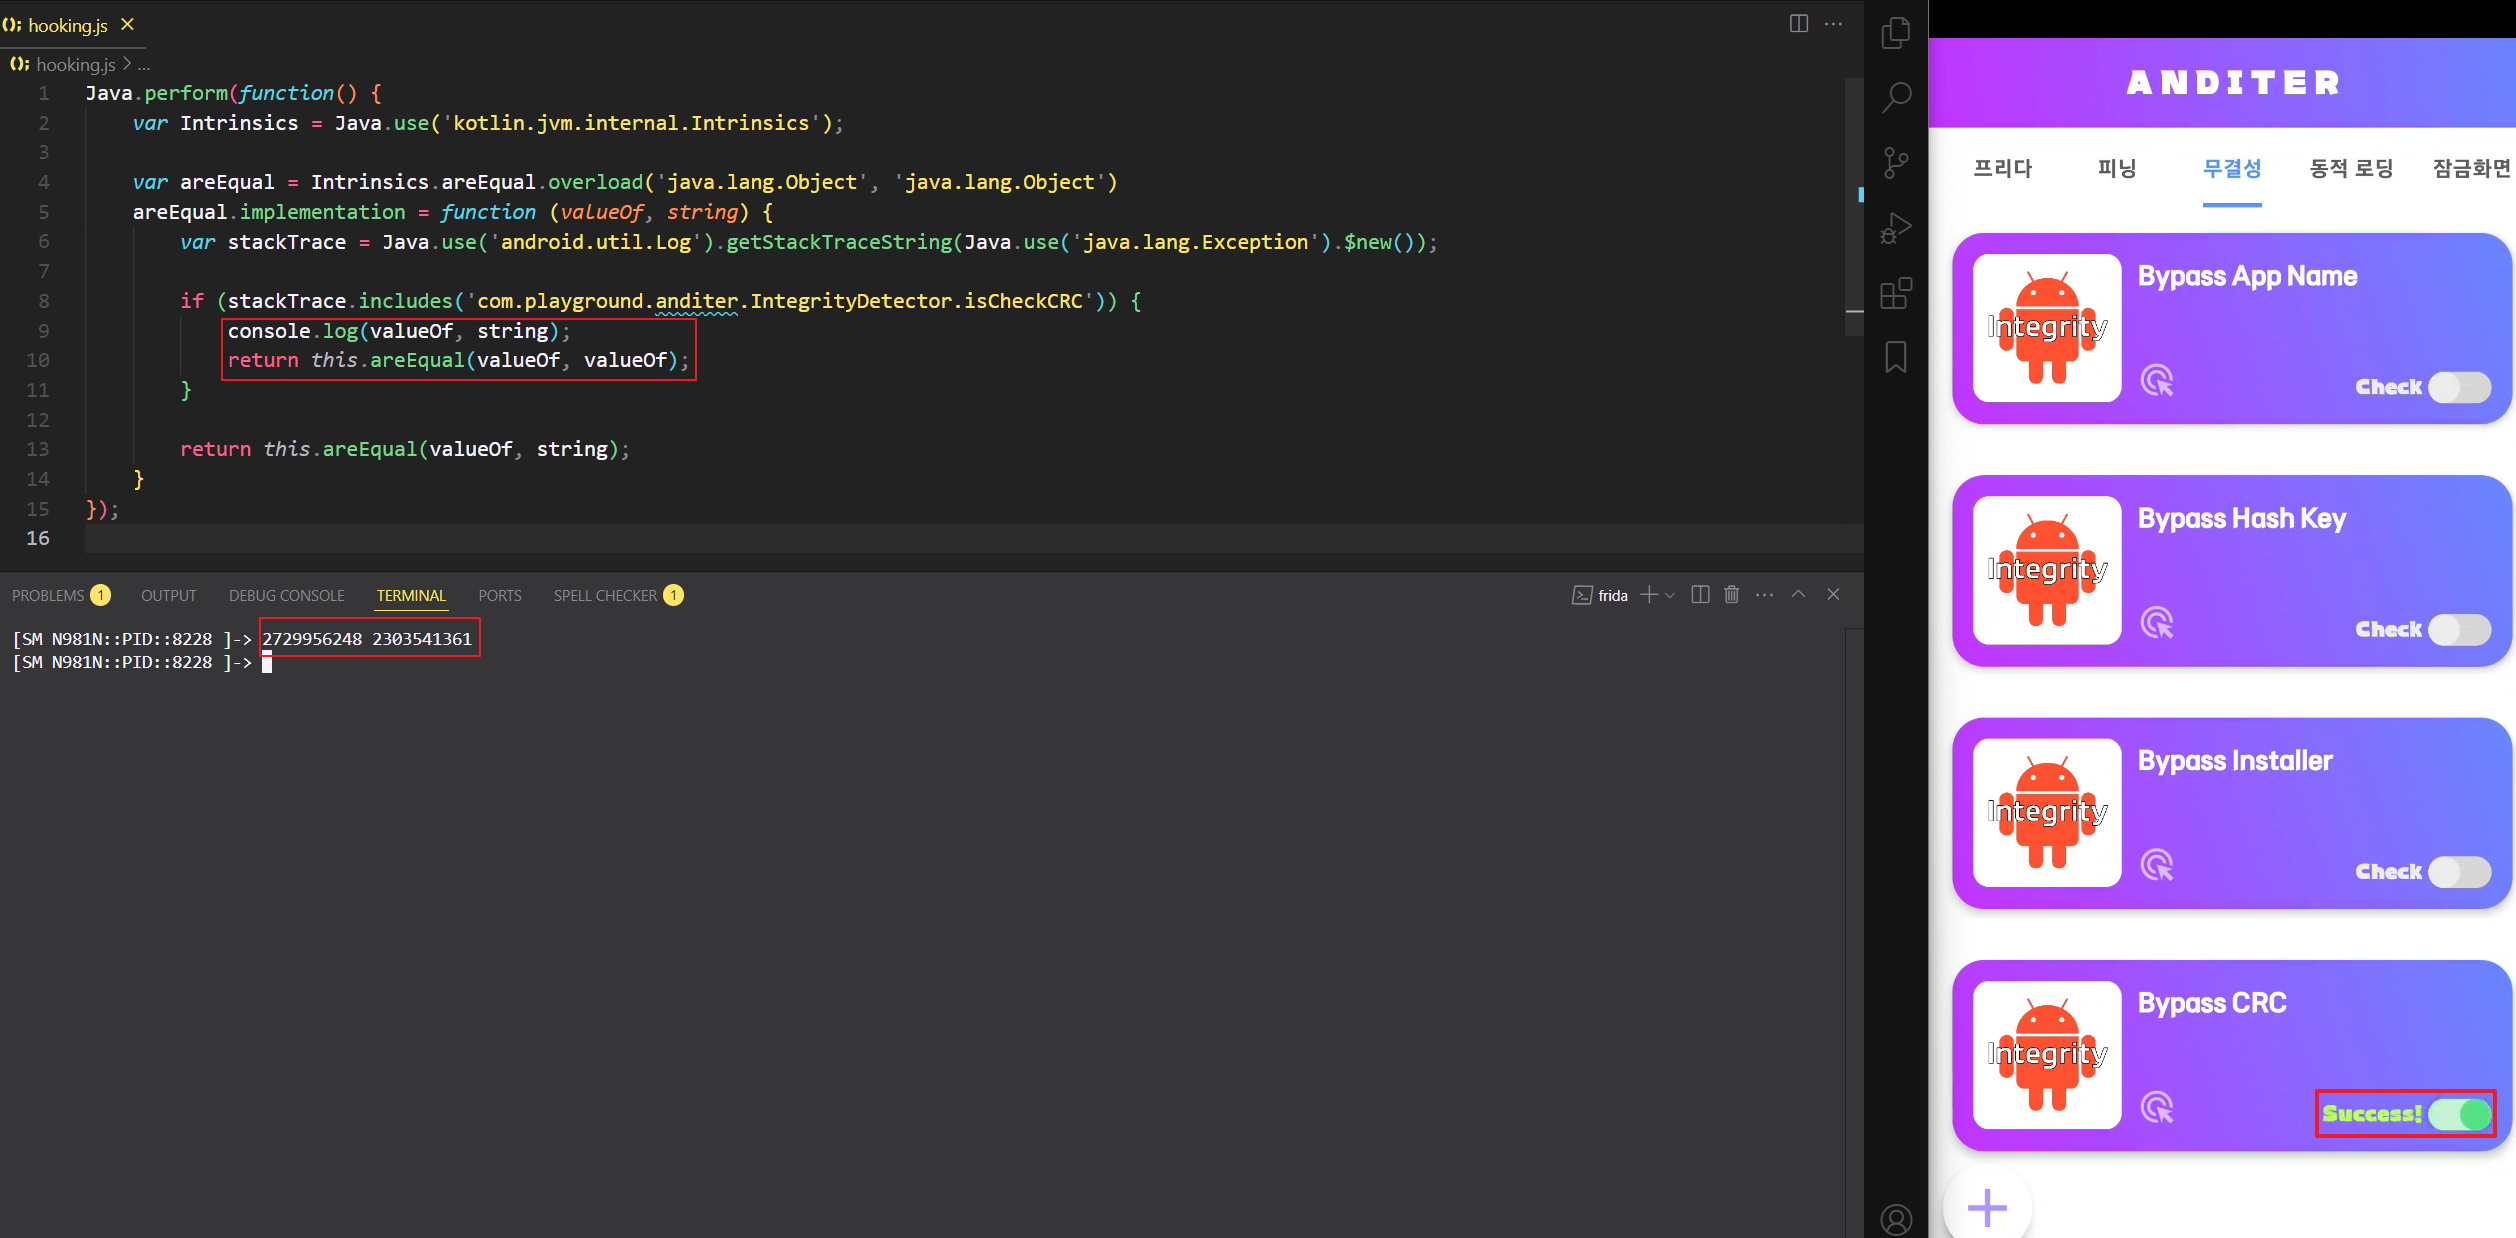 hooking.js
hooking.js > ...
1 Java.perform(function() {
2 var Intrinsics = Java.use('kotlin.jvm.internal.Intrinsics');
3
4 var areEqual = Intrinsics.areEqual.overload('java.lang.Object', 'java.lang.Object')
5 areEqual.implementation = function (valueOf, string) {
6 var stackTrace = Java.use('android.util.Log').getStackTraceString(Java.use('java.lang.Exception').$new());
7
8 if (stackTrace.includes('com.playground.anditer.IntegrityDetector.isCheckCRC')) {
9 console.log(valueOf, string);
10 return this.areEqual(valueOf, valueOf);
11 }
12
13 return this.areEqual(valueOf, string);
14 }
15 });
16
PROBLEMS 1 OUTPUT DEBUG CONSOLE TERMINAL PORTS SPELL CHECKER 1
frida
[SM N981N::PID::8228 ]-> 2729956248 2303541361
[SM N981N::PID::8228 ]->
ANDITER
프리다 피닝 무결성 동적 로딩 잠금화면
Bypass App Name
Integrity
Check
Bypass Hash Key
Integrity
Check
Bypass Installer
Integrity
Check
Bypass CRC
Integrity
Success!